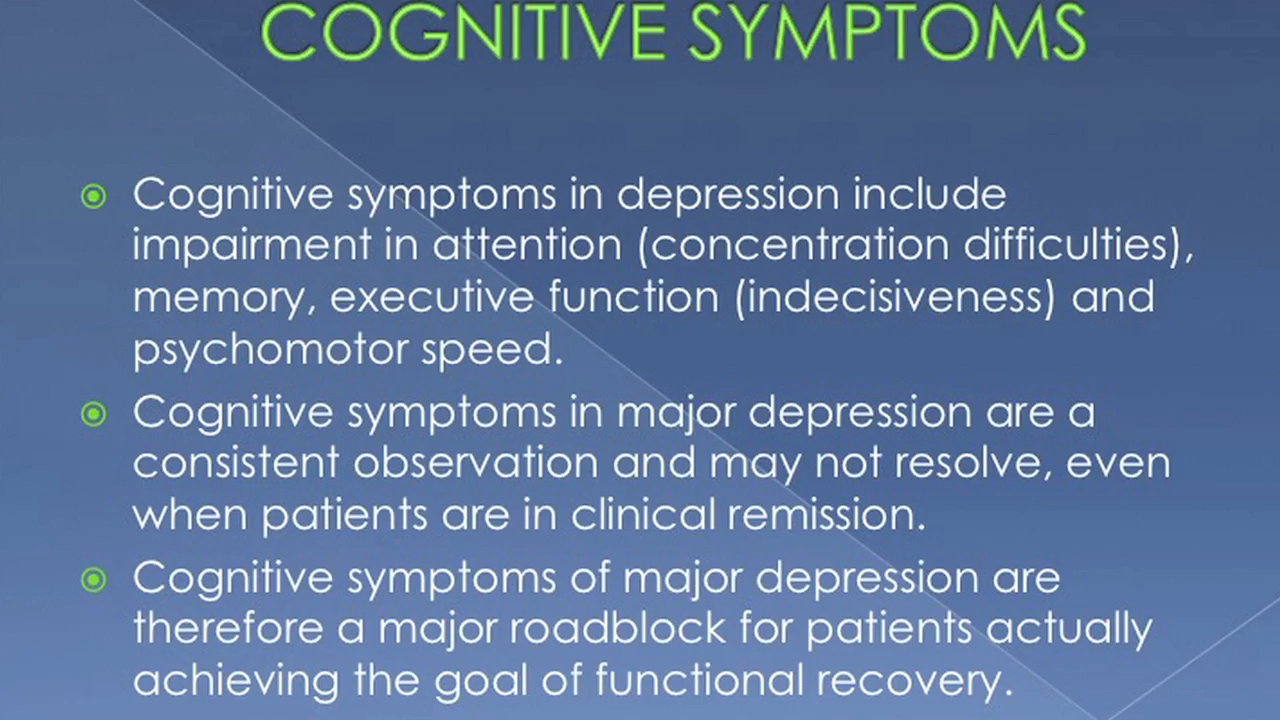 COGNITIVE SYMPTOMS
Cognitive symptoms in depression include
impairment in attention (concentration difficulties),
memory, executive function (indecisiveness) and
psychomotor speed.
Cognitive symptoms in major depression are a
consistent observation and may not resolve, even
when patients are in clinical remission.
Cognitive symptoms of major depression are
therefore a major roadblock for patients actually
achieving the goal of functional recovery.